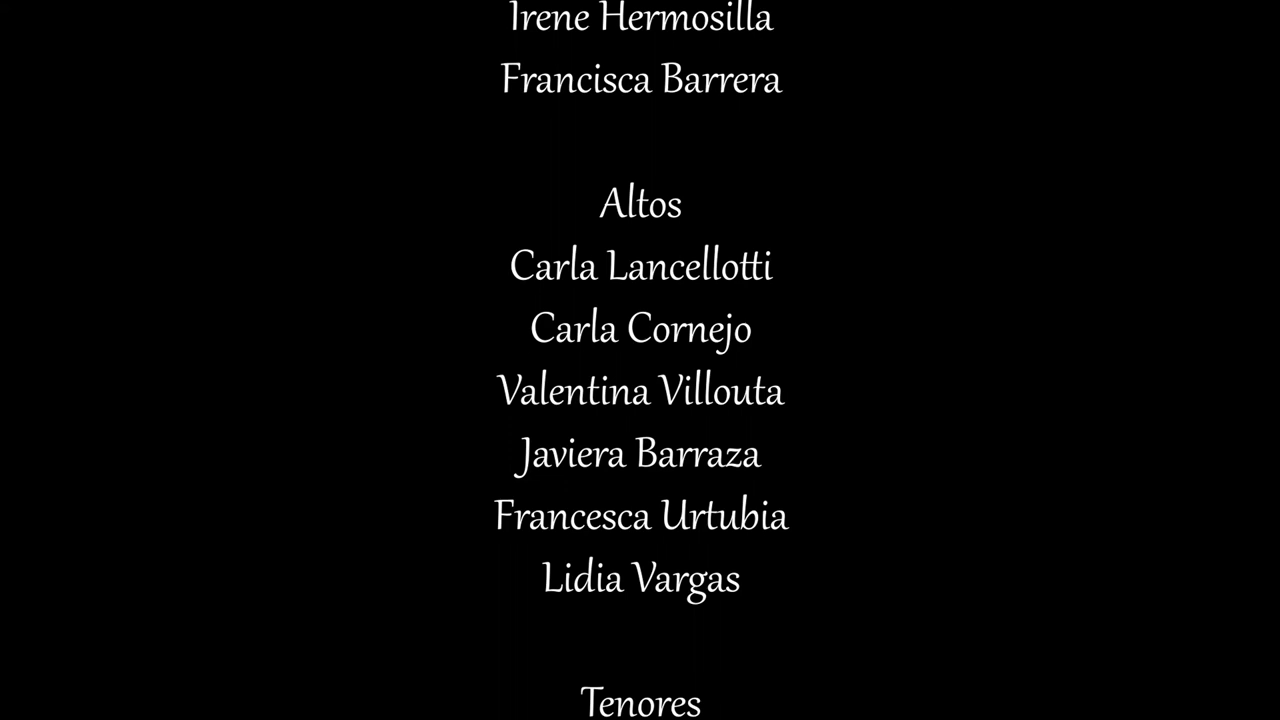 Irene Hermosilla
Francisca Barrera
Altos
Carla Lancellotti
Carla Cornejo
Valentina Villouta
Javiera Barraza
Francesca Urtubia
Lidia Vargas
Tenores